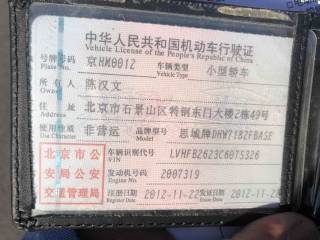 中华人民共和国机动车行驶证
Vehicle License of the People's Republic of China
号牌号码 京HM0012 车辆类型 小型轿车
Plate No. Vehicle Type
所有人 陈汉文
Owner
住址 北京市石景山区特钢东口大楼2栋49号
Address
使用性质 非营运 品牌型号 思域牌DHW7182FBASE
Use Character Model
北京市公 车辆识别代号 LVHFB2623C6075326
VIN
安局公安 发动机号码 2007319
Engine No.
交通管理局 注册日期 2012-11-22 发证日期
Register Date Issue Date